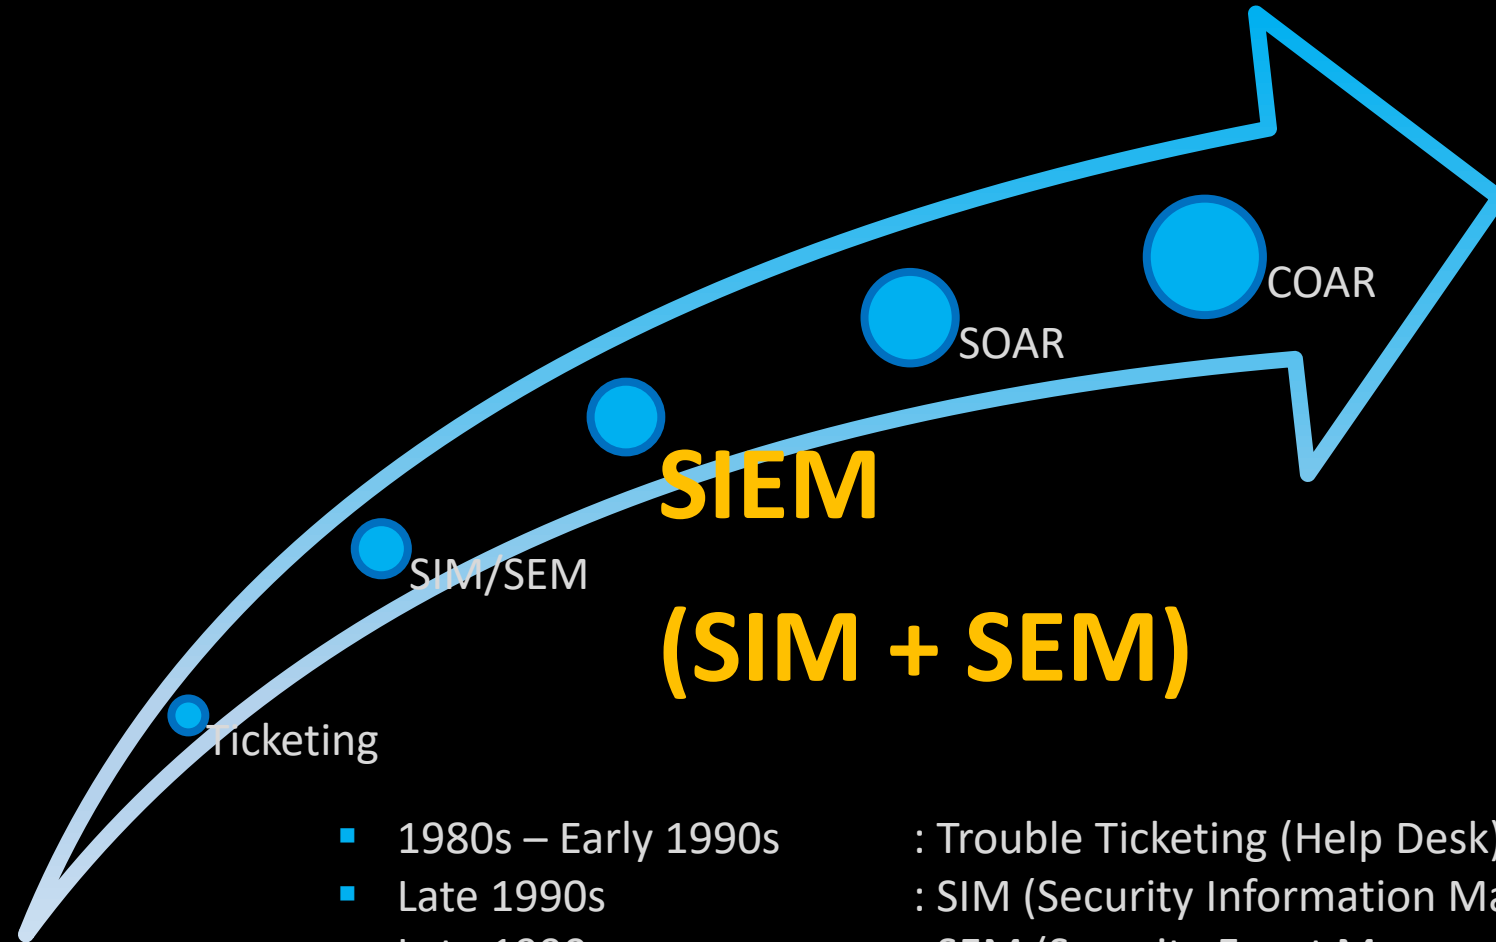 COAR
SOAR
SIEM
SIM/SEM
(SIM + SEM)
Ticketing
▪ 1980s – Early 1990s : Trouble Ticketing (Help Desk)
▪ Late 1990s : SIM (Security Information Ma